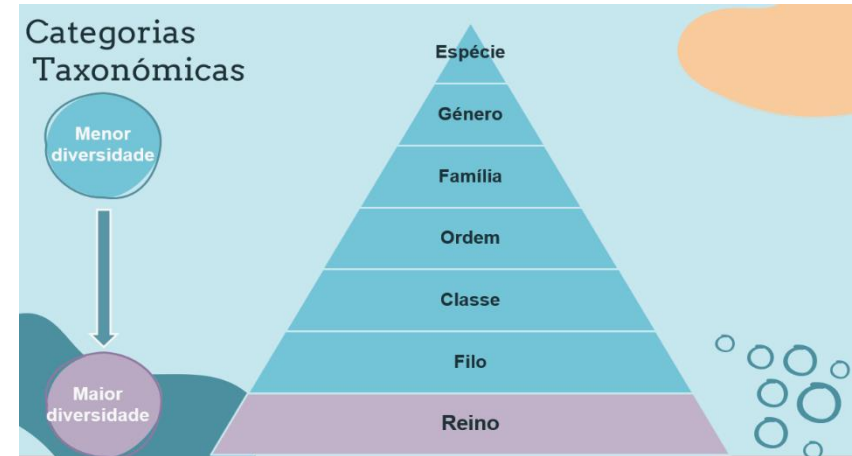 Categorias
Taxonómicas
Menor
diversidade
Maior
diversidade
Espécie
Género
Família
Ordem
Classe
Filo
Reino